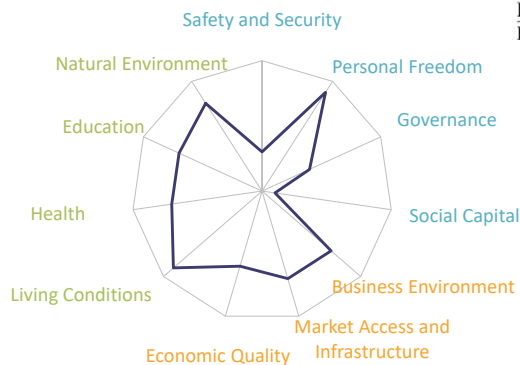 Safety and Security
Natural Environment
Personal Freedom
Education
Governance
Health
Social Capital
Living Conditions
Business Environment
Market Access and
Infrastructure
Economic Quality